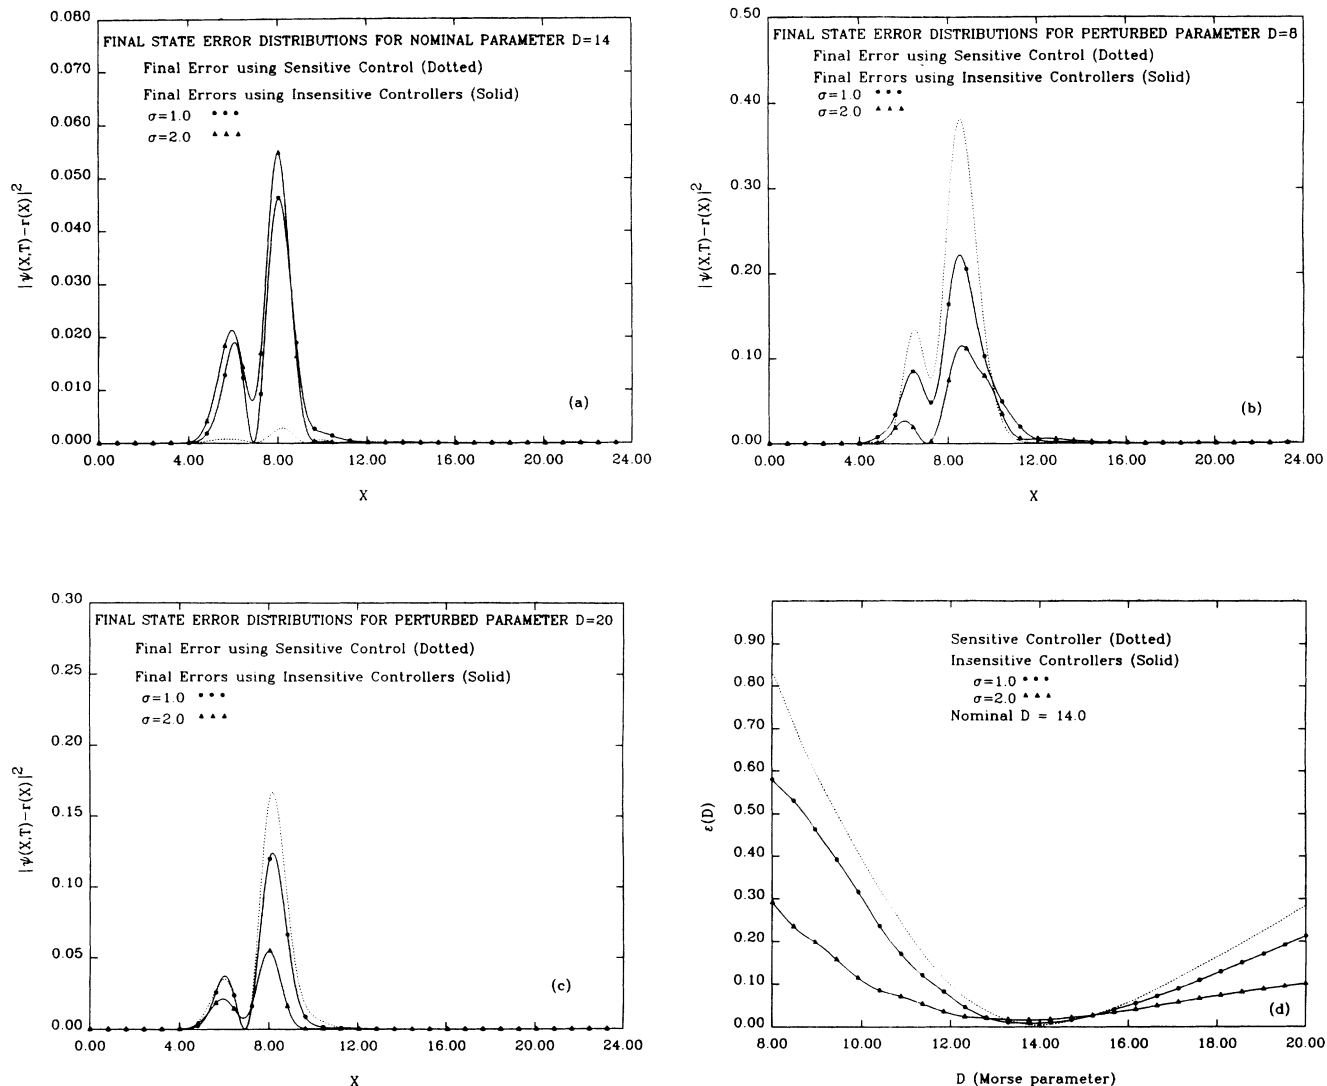 FINAL STATE ERROR DISTRIBUTIONS FOR NOMINAL PARAMETER D=14
Final Error using Sensitive Control (Dotted)
Final Errors using Insensitive Controllers (Solid)
σ=1.0
σ=2.0
0.080
0.070
0.060
0.050
0.040
0.030
0.020
0.010
0.000
|ψ(X,T)−r(X)|²
(a)
0.00 4.00 8.00 12.00 16.00 20.00 24.00
X
FINAL STATE ERROR DISTRIBUTIONS FOR PERTURBED PARAMETER D=8
Final Error using Sensitive Control (Dotted)
Final Errors using Insensitive Controllers (Solid)
σ=1.0
σ=2.0
0.50
0.40
0.30
0.20
0.10
0.00
|ψ(X,T)−r(X)|²
(b)
0.00 4.00 8.00 12.00 16.00 20.00 24.00
X
FINAL STATE ERROR DISTRIBUTIONS FOR PERTURBED PARAMETER D=20
Final Error using Sensitive Control (Dotted)
Final Errors using Insensitive Controllers (Solid)
σ=1.0
σ=2.0
0.30
0.25
0.20
0.15
0.10
0.05
0.00
|ψ(X,T)−r(X)|²
(c)
0.00 4.00 8.00 12.00 16.00 20.00 24.00
X
Sensitive Controller (Dotted)
Insensitive Controllers (Solid)
σ=1.0
σ=2.0
Nominal D = 14.0
0.90
0.80
0.70
0.60
0.50
0.40
0.30
0.20
0.10
0.00
ε(D)
(d)
8.00 10.00 12.00 14.00 16.00 18.00 20.00
D (Morse parameter)